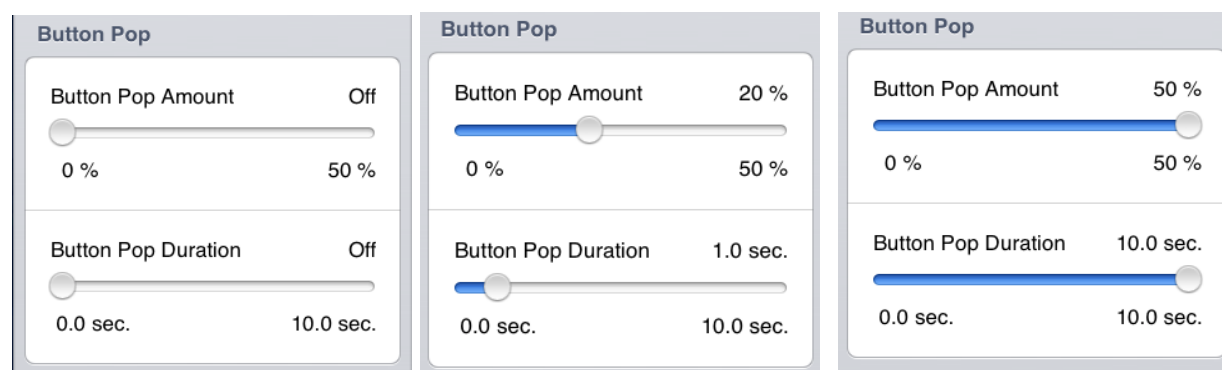 Button Pop
Button Pop Amount Off
0 % 50 %
Button Pop Duration Off
0.0 sec. 10.0 sec.
Button Pop
Button Pop Amount 20 %
0 % 50 %
Button Pop Duration 1.0 sec.
0.0 sec. 10.0 sec.
Button Pop
Button Pop Amount 50 %
0 % 50 %
Button Pop Duration 10.0 sec.
0.0 sec. 10.0 sec.